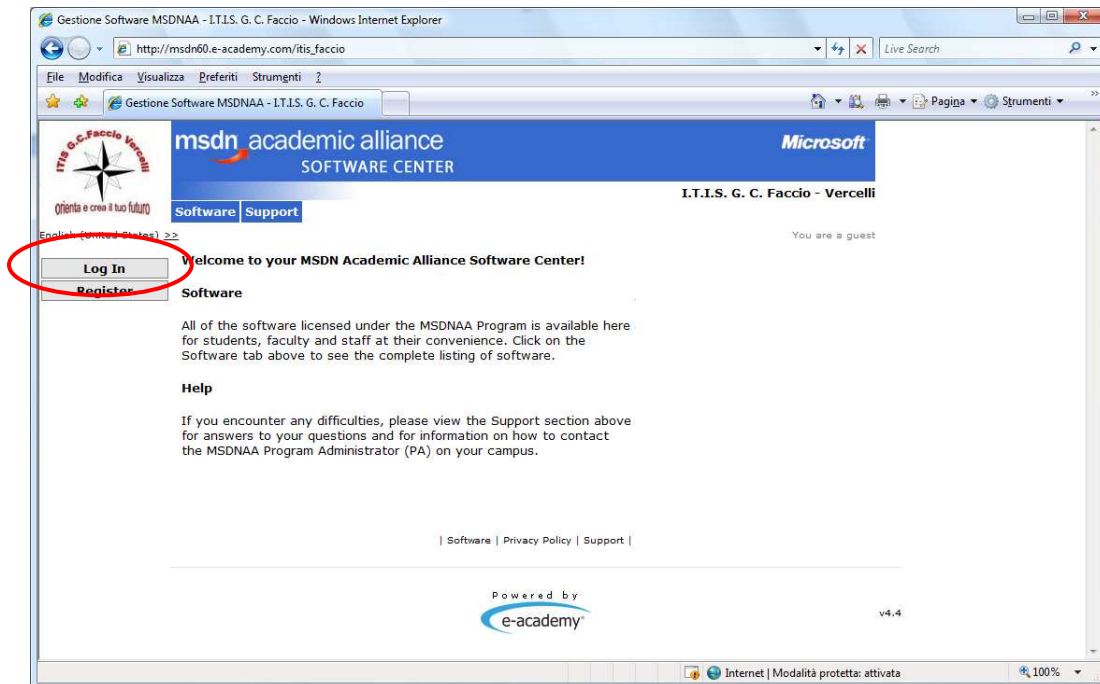 Gestione Software MSDNAA - I.T.I.S. G. C. Faccio - Windows Internet Explorer
http://msdn60.e-academy.com/itis_faccio
Live Search
File Modifica Visualizza Preferiti Strumenti ?
Gestione Software MSDNAA - I.T.I.S. G. C. Faccio
Pagina Strumenti
ITIS G.C.Faccio Vercelli
orienta e crea il tuo futuro
msdn academic alliance
SOFTWARE CENTER
Microsoft
I.T.I.S. G. C. Faccio - Vercelli
Software Support
English (United States) >>
You are a guest
Log In
Register
Welcome to your MSDN Academic Alliance Software Center!
Software
All of the software licensed under the MSDNAA Program is available here
for students, faculty and staff at their convenience. Click on the
Software tab above to see the complete listing of software.
Help
If you encounter any difficulties, please view the Support section above
for answers to your questions and for information on how to contact
the MSDNAA Program Administrator (PA) on your campus.
| Software | Privacy Policy | Support |
Powered by
e-academy
v4.4
Internet | Modalità protetta: attivata
100%